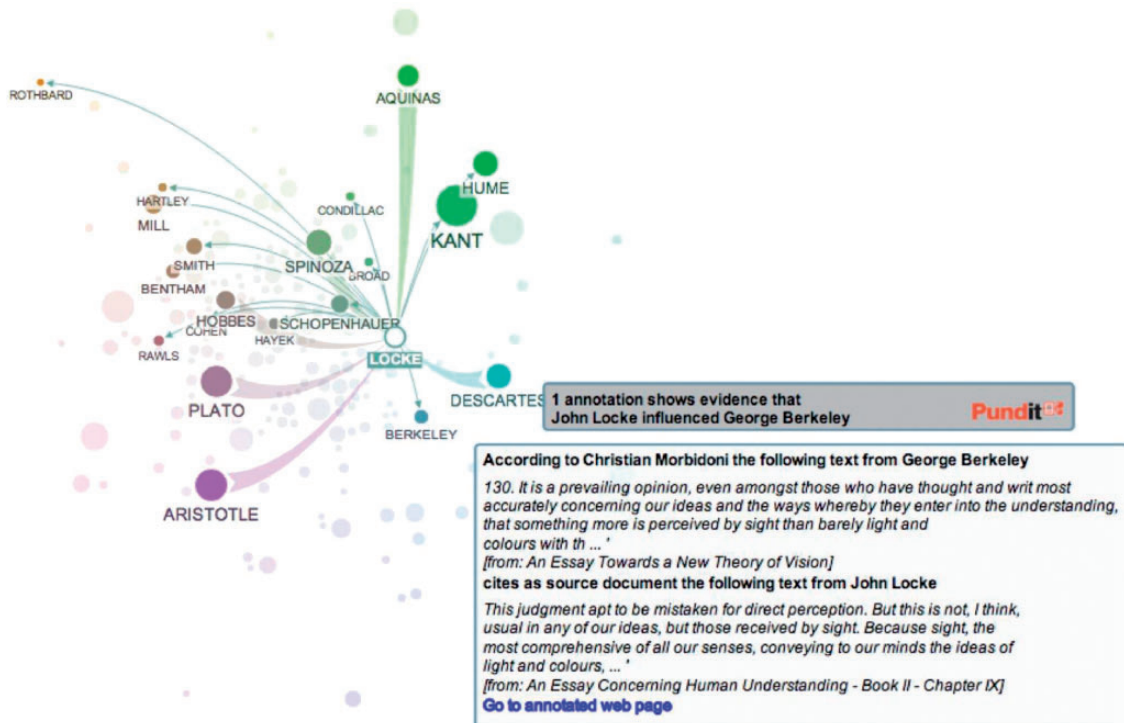 ROTHBARD
AQUINAS
HUME
HARTLEY
CONDILLAC
MILL
KANT
SMITH
SPINOZA
BROAD
BENTHAM
HOBBES
SCHOPENHAUER
COHEN
HAYEK
RAWLS
LOCKE
PLATO
DESCARTES
BERKELEY
ARISTOTLE
1 annotation shows evidence that
John Locke influenced George Berkeley
Pundit
According to Christian Morbidoni the following text from George Berkeley
130. It is a prevailing opinion, even amongst those who have thought and writ most
accurately concerning our ideas and the ways whereby they enter into the understanding,
that something more is perceived by sight than barely light and
colours with th ... '
[from: An Essay Towards a New Theory of Vision]
cites as source document the following text from John Locke
This judgment apt to be mistaken for direct perception. But this is not, I think,
usual in any of our ideas, but those received by sight. Because sight, the
most comprehensive of all our senses, conveying to our minds the ideas of
light and colours, ... '
[from: An Essay Concerning Human Understanding - Book II - Chapter IX]
Go to annotated web page